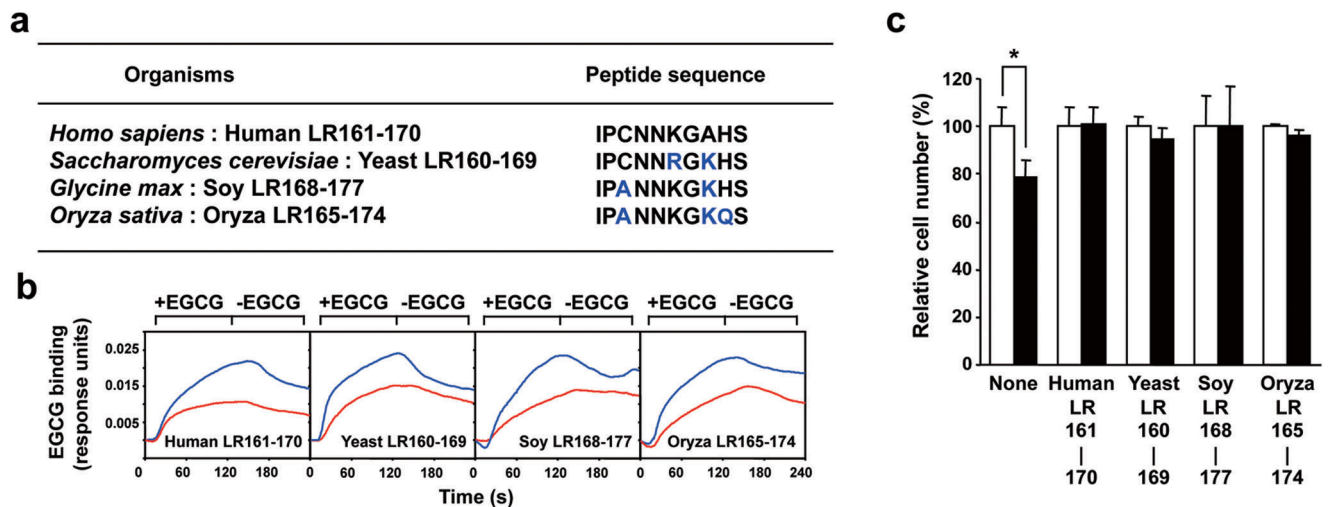 a
Organisms Peptide sequence
Homo sapiens : Human LR161-170 IPCNNKGAHS
Saccharomyces cerevisiae : Yeast LR160-169 IPCNNRGKHS
Glycine max : Soy LR168-177 IPANNKGKHS
Oryza sativa : Oryza LR165-174 IPANNKGKQS
b
+EGCG -EGCG +EGCG -EGCG +EGCG -EGCG +EGCG -EGCG
EGCG binding
(response units)
0.025
0.015
0.005
Human LR161-170 Yeast LR160-169 Soy LR168-177 Oryza LR165-174
0 60 120 180 0 60 120 180 0 60 120 180 0 60 120 180 240
Time (s)
c
*
Relative cell number (%)
120
100
80
60
40
20
0
None Human Yeast Soy Oryza
LR LR LR LR
161 160 168 165
170 169 177 174